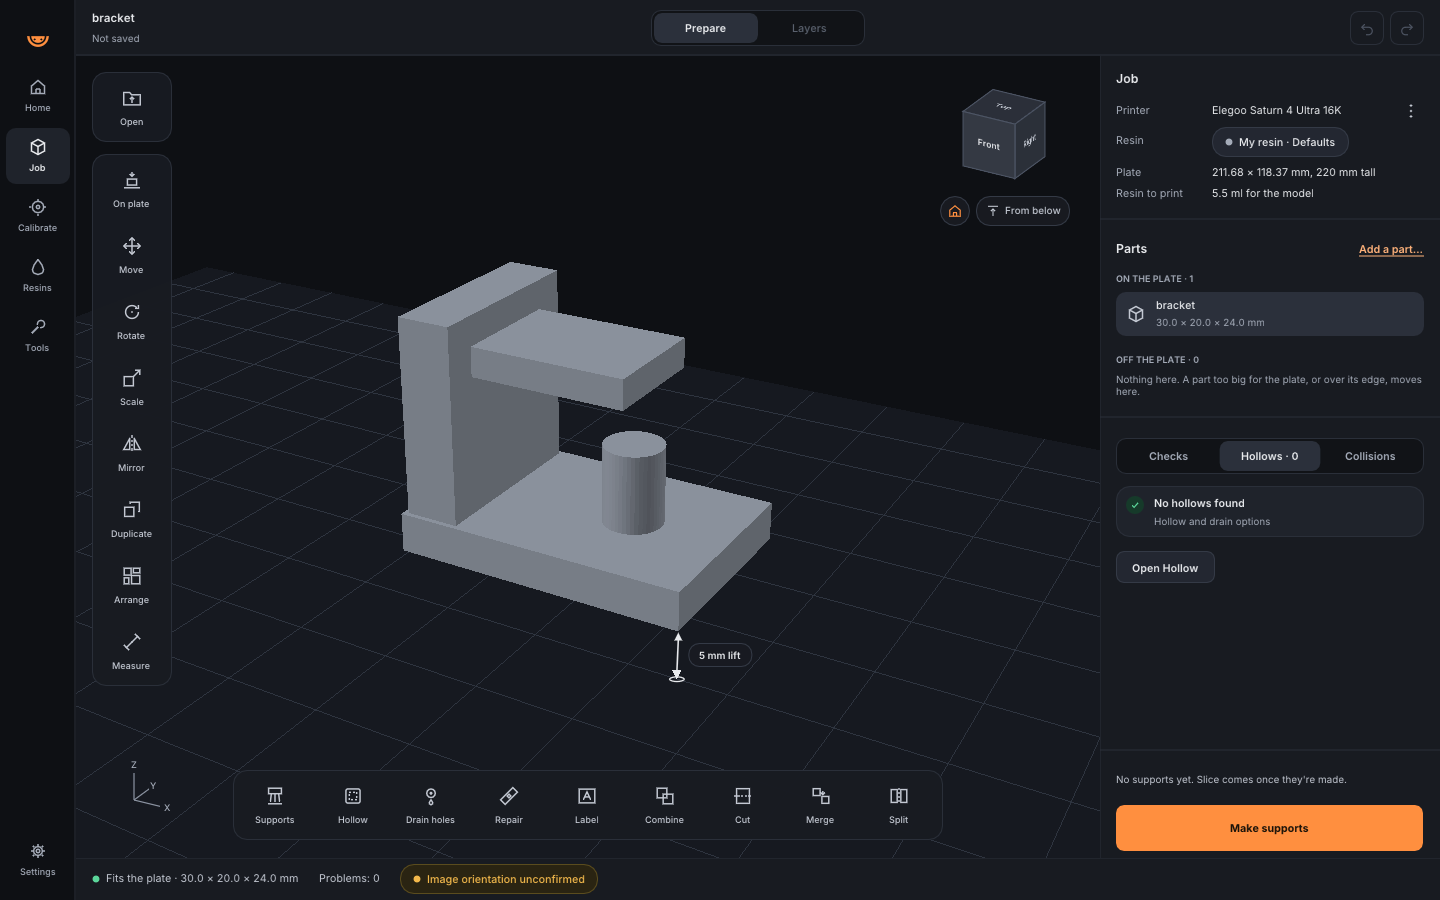 bracket
Not saved
Prepare
Layers
Home
Job
Calibrate
Resins
Tools
Settings
Open
On plate
Move
Rotate
Scale
Mirror
Duplicate
Arrange
Measure
Top
Front
Right
From below
5 mm lift
Z
Y
X
Supports
Hollow
Drain holes
Repair
Label
Combine
Cut
Merge
Split
Job
Printer
Elegoo Saturn 4 Ultra 16K
Resin
My resin · Defaults
Plate
211.68 × 118.37 mm, 220 mm tall
Resin to print
5.5 ml for the model
Parts
Add a part...
ON THE PLATE · 1
bracket
30.0 × 20.0 × 24.0 mm
OFF THE PLATE · 0
Nothing here. A part too big for the plate, or over its edge, moves
here.
Checks
Hollows · 0
Collisions
No hollows found
Hollow and drain options
Open Hollow
No supports yet. Slice comes once they're made.
Make supports
Fits the plate · 30.0 × 20.0 × 24.0 mm
Problems: 0
Image orientation unconfirmed